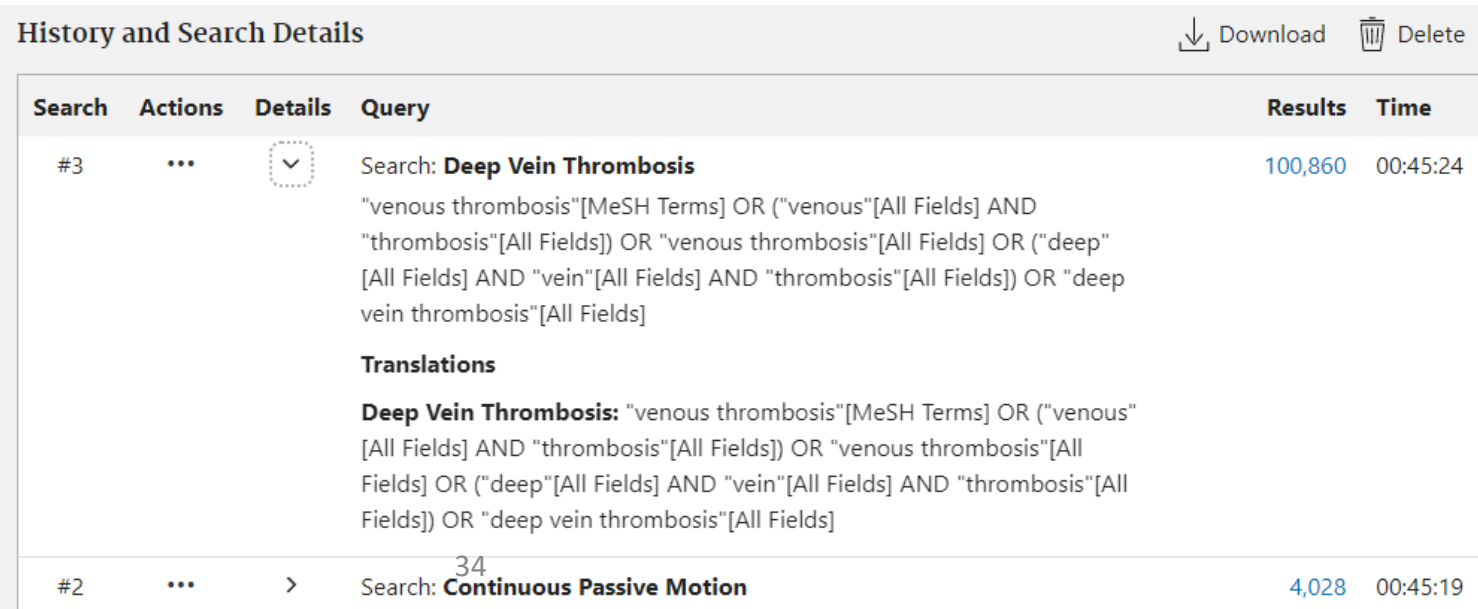 History and Search Details Download Delete
Search Actions Details Query Results Time
#3 ••• Search: Deep Vein Thrombosis 100,860 00:45:24
"venous thrombosis"[MeSH Terms] OR ("venous"[All Fields] AND
"thrombosis"[All Fields]) OR "venous thrombosis"[All Fields] OR ("deep"
[All Fields] AND "vein"[All Fields] AND "thrombosis"[All Fields]) OR "deep
vein thrombosis"[All Fields]
Translations
Deep Vein Thrombosis: "venous thrombosis"[MeSH Terms] OR ("venous"
[All Fields] AND "thrombosis"[All Fields]) OR "venous thrombosis"[All
Fields] OR ("deep"[All Fields] AND "vein"[All Fields] AND "thrombosis"[All
Fields]) OR "deep vein thrombosis"[All Fields]
34
#2 ••• Search: Continuous Passive Motion 4,028 00:45:19